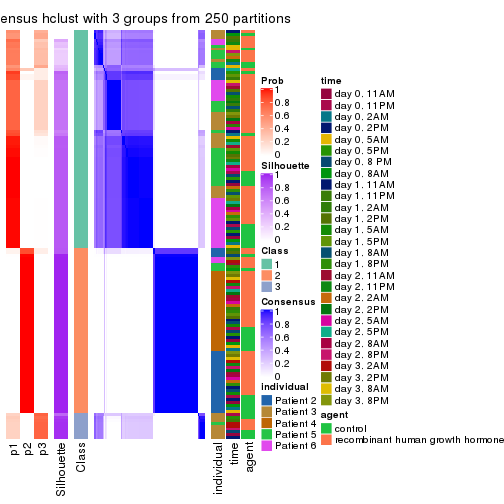 ensus hclust with 3 groups from 250 partitions
Prob
1
0.8
0.6
0.4
0.2
0
Silhouette
1
0.8
0.6
0.4
0.2
0
Class
1
2
3
Consensus
1
0.8
0.6
0.4
0.2
0
individual
Patient 2
Patient 3
Patient 4
Patient 5
Patient 6
time
day 0. 11AM
day 0. 11PM
day 0. 2AM
day 0. 2PM
day 0. 5AM
day 0. 5PM
day 0. 8 PM
day 0. 8AM
day 1. 11AM
day 1. 11PM
day 1. 2AM
day 1. 2PM
day 1. 5AM
day 1. 5PM
day 1. 8AM
day 1. 8PM
day 2. 11AM
day 2. 11PM
day 2. 2AM
day 2. 2PM
day 2. 5AM
day 2. 5PM
day 2. 8AM
day 2. 8PM
day 3. 2AM
day 3. 2PM
day 3. 8AM
day 3. 8PM
agent
control
recombinant human growth hormone
p1
p2
p3
Silhouette
Class
individual
time
agent